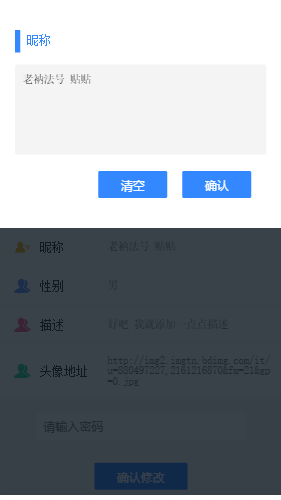 昵称
老衲法号 贴贴
清空
确认
昵称
老衲法号 贴贴
性别
男
描述
好吧 我就添加一点点描述
头像地址
http://img2.imgtn.bdimg.com/it/
u=880497227,2161216870&fm=21&gp
=0.jpg
请输入密码
确认修改